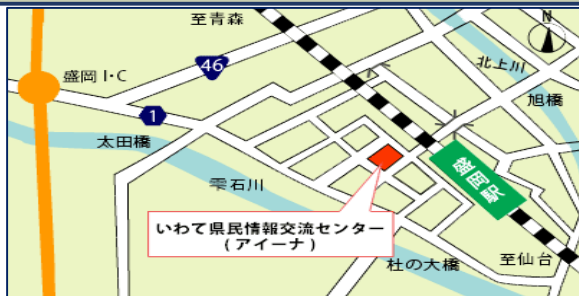 至青森
N
46
盛岡 I・C
北上川
旭橋
1
太田橋
盛岡駅
雫石川
いわて県民情報交流センター
(アイーナ)
杜の大橋
至仙台